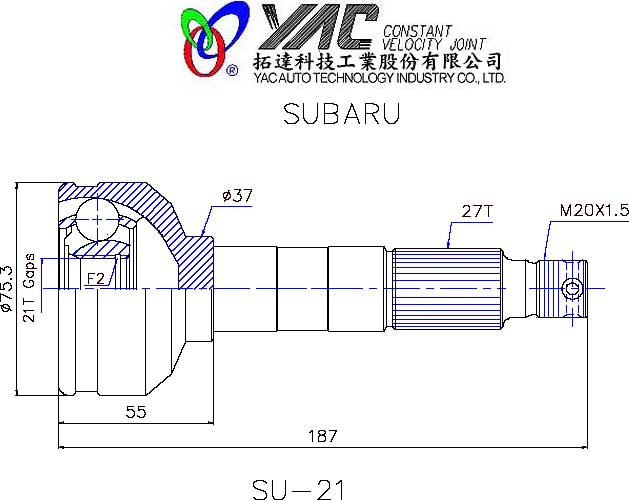 YAC CONSTANT
VELOCITY JOINT
®
拓達科技工業股份有限公司
YAC AUTO TECHNOLOGY INDUSTRY CO., LTD.
SUBARU
ø37
27T
M20X1.5
ø75.3
21T Gaps
F2
55
187
SU-21